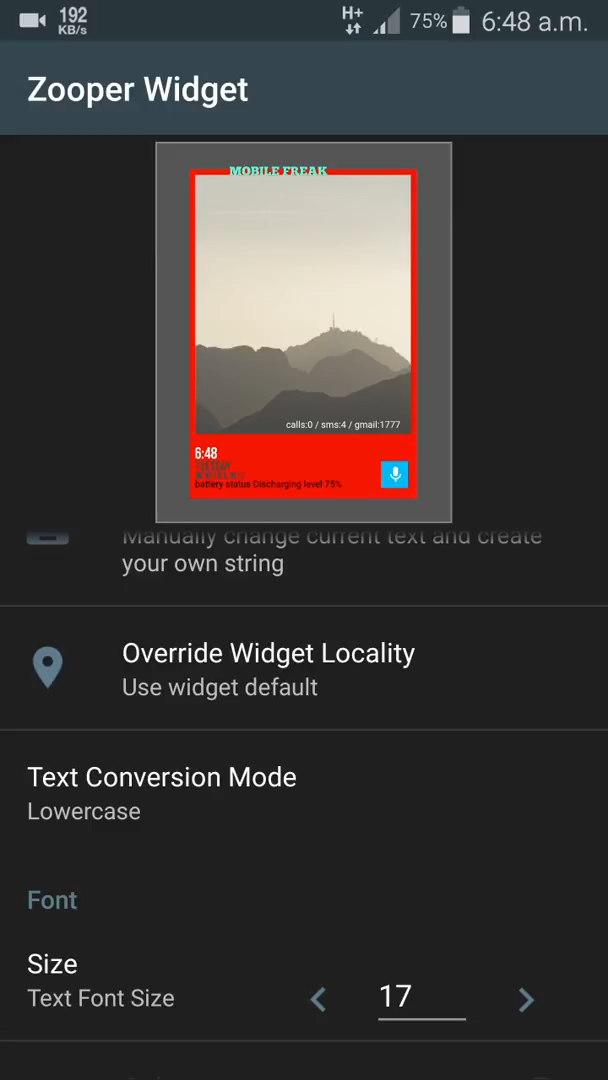 192
KB/s
H+
75%
6:48 a.m.
Zooper Widget
MOBILE FREAK
calls:0 / sms:4 / gmail:1777
6:48
battery status Discharging level 75%
Manually change current text and create
your own string
Override Widget Locality
Use widget default
Text Conversion Mode
Lowercase
Font
Size
Text Font Size
17